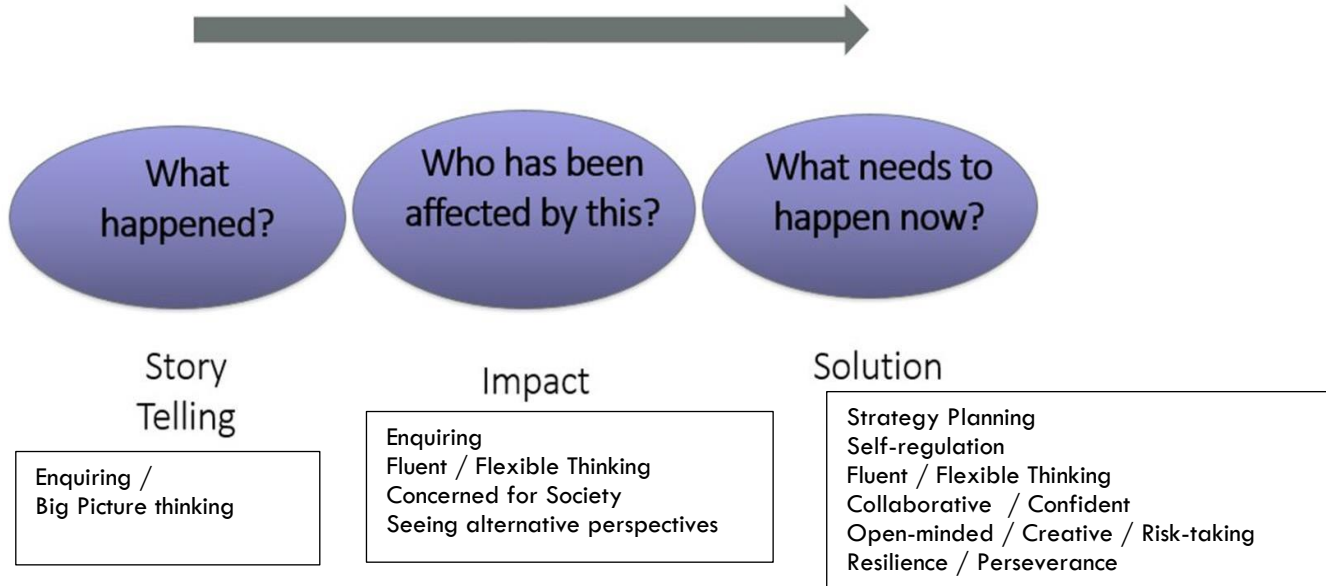 What
happened?
Who has been
affected by this?
What needs to
happen now?
Story
Telling
Impact
Solution
Enquiring /
Big Picture thinking
Enquiring
Fluent / Flexible Thinking
Concerned for Society
Seeing alternative perspectives
Strategy Planning
Self-regulation
Fluent / Flexible Thinking
Collaborative / Confident
Open-minded / Creative / Risk-taking
Resilience / Perseverance